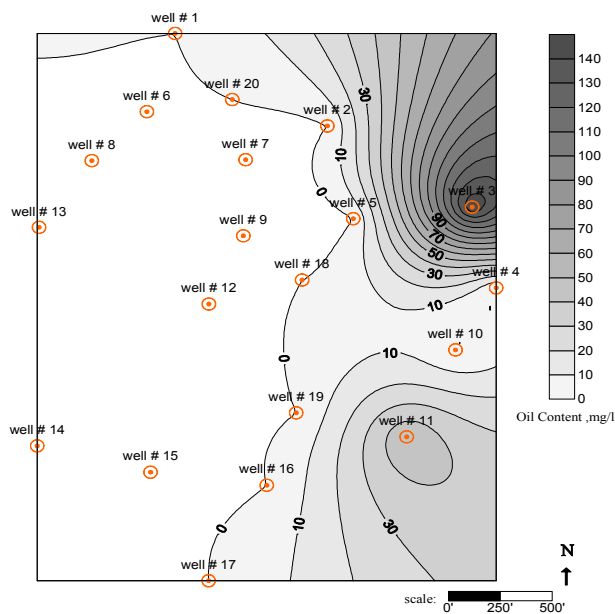 well # 1
140
30
130
well # 20
120
well # 6
110
well # 2
100
10
90
well # 7
well # 8
80
0
70
well # 3
well # 5
60
well # 13
90
50
70
well # 9
40
50
30
well # 18
30
well # 4
20
well # 12
10
10
0
well # 10
0
10
Oil Content ,mg/l
well # 19
well # 11
well # 14
well # 15
well # 16
0
10
30
N
well # 17
scale:
0
250'
500'